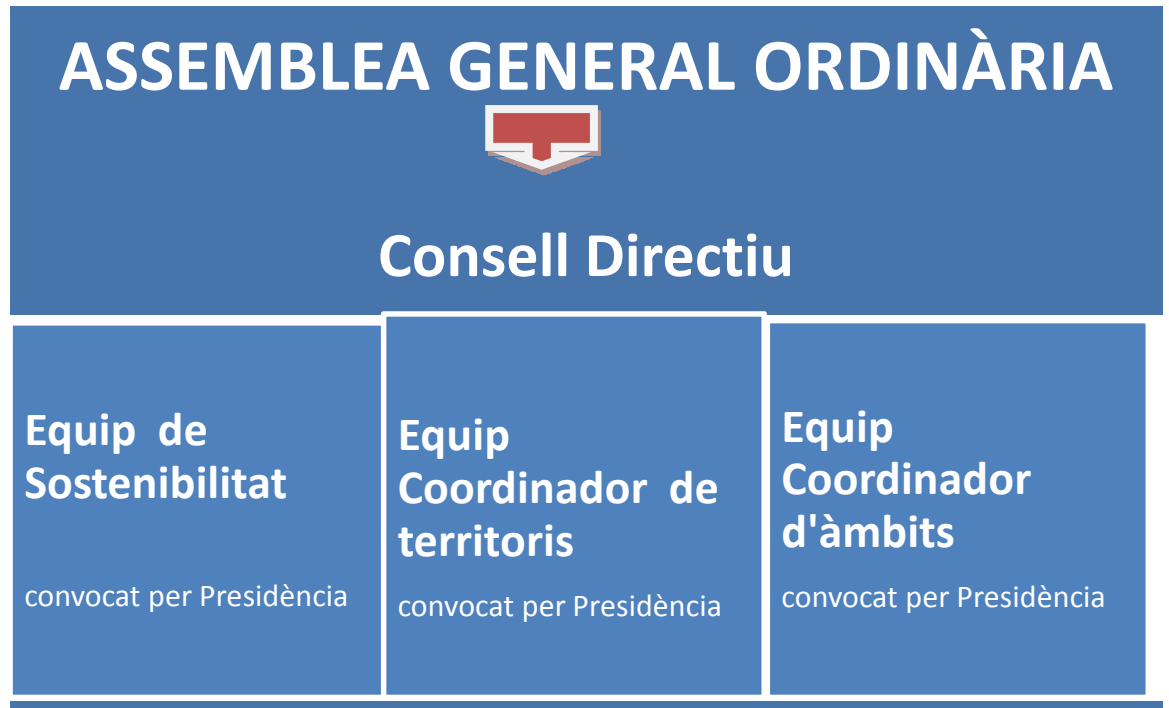 ASSEMBLEA GENERAL ORDINÀRIA
Consell Directiu
Equip de
Sostenibilitat
convocat per Presidència
Equip
Coordinador de
territoris
convocat per Presidència
Equip
Coordinador
d'àmbits
convocat per Presidència